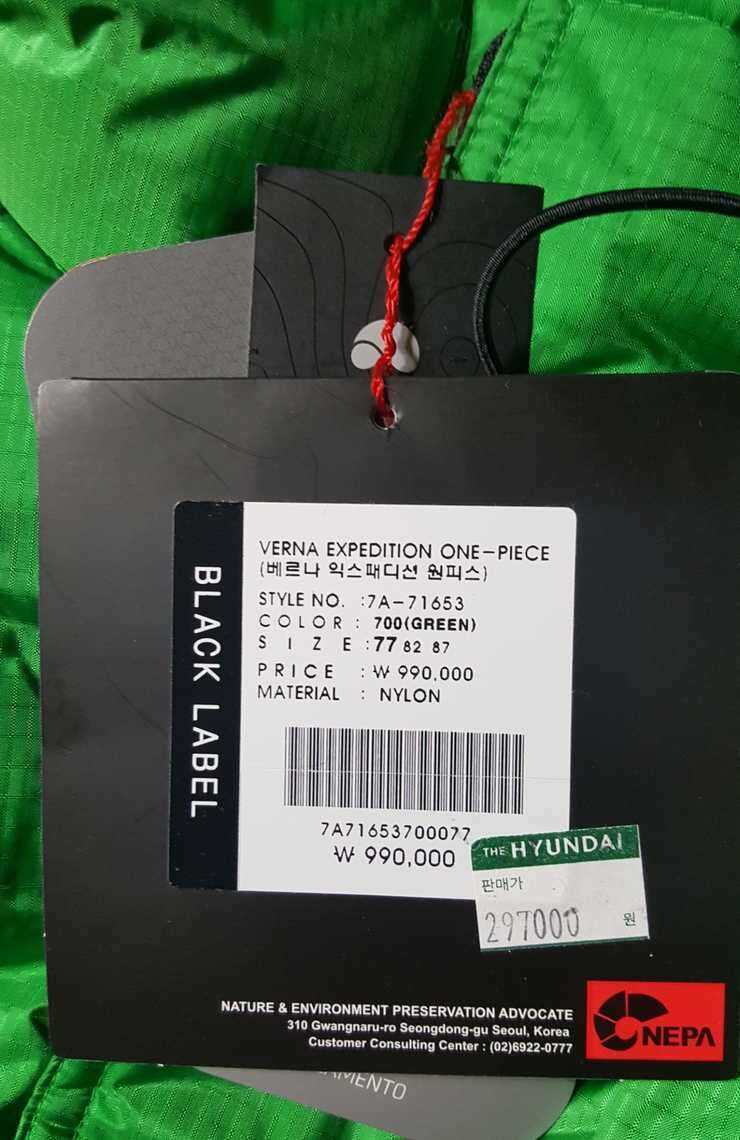 VERNA EXPEDITION ONE-PIECE
(베르나 익스패디션 원피스)
STYLE NO. :7A-71653
COLOR : 700(GREEN)
SIZE :77 82 87
PRICE : ₩ 990,000
MATERIAL : NYLON
BLACK LABEL
7A71653700077
₩ 990,000
THE HYUNDAI
판매가
297000 원
NATURE & ENVIRONMENT PRESERVATION ADVOCATE
310 Gwangnaru-ro Seongdong-gu Seoul, Korea
Customer Consulting Center : (02)6922-0777
NEPA